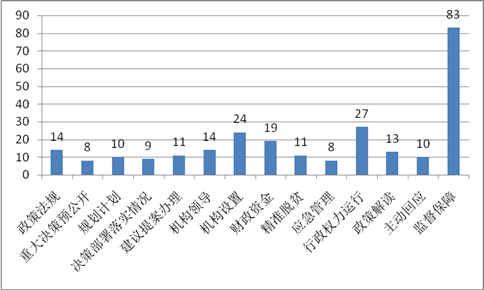 90
80
70
60
50
40
30
20
10
0
14
8
10
9
11
14
24
19
11
8
27
13
10
83
政策法规
重大决策预公开
规划计划
决策部署落实情况
建议提案办理
机构领导
机构设置
财政资金
精准脱贫
应急管理
行政权力运行
政策解读
主动回应
监督保障